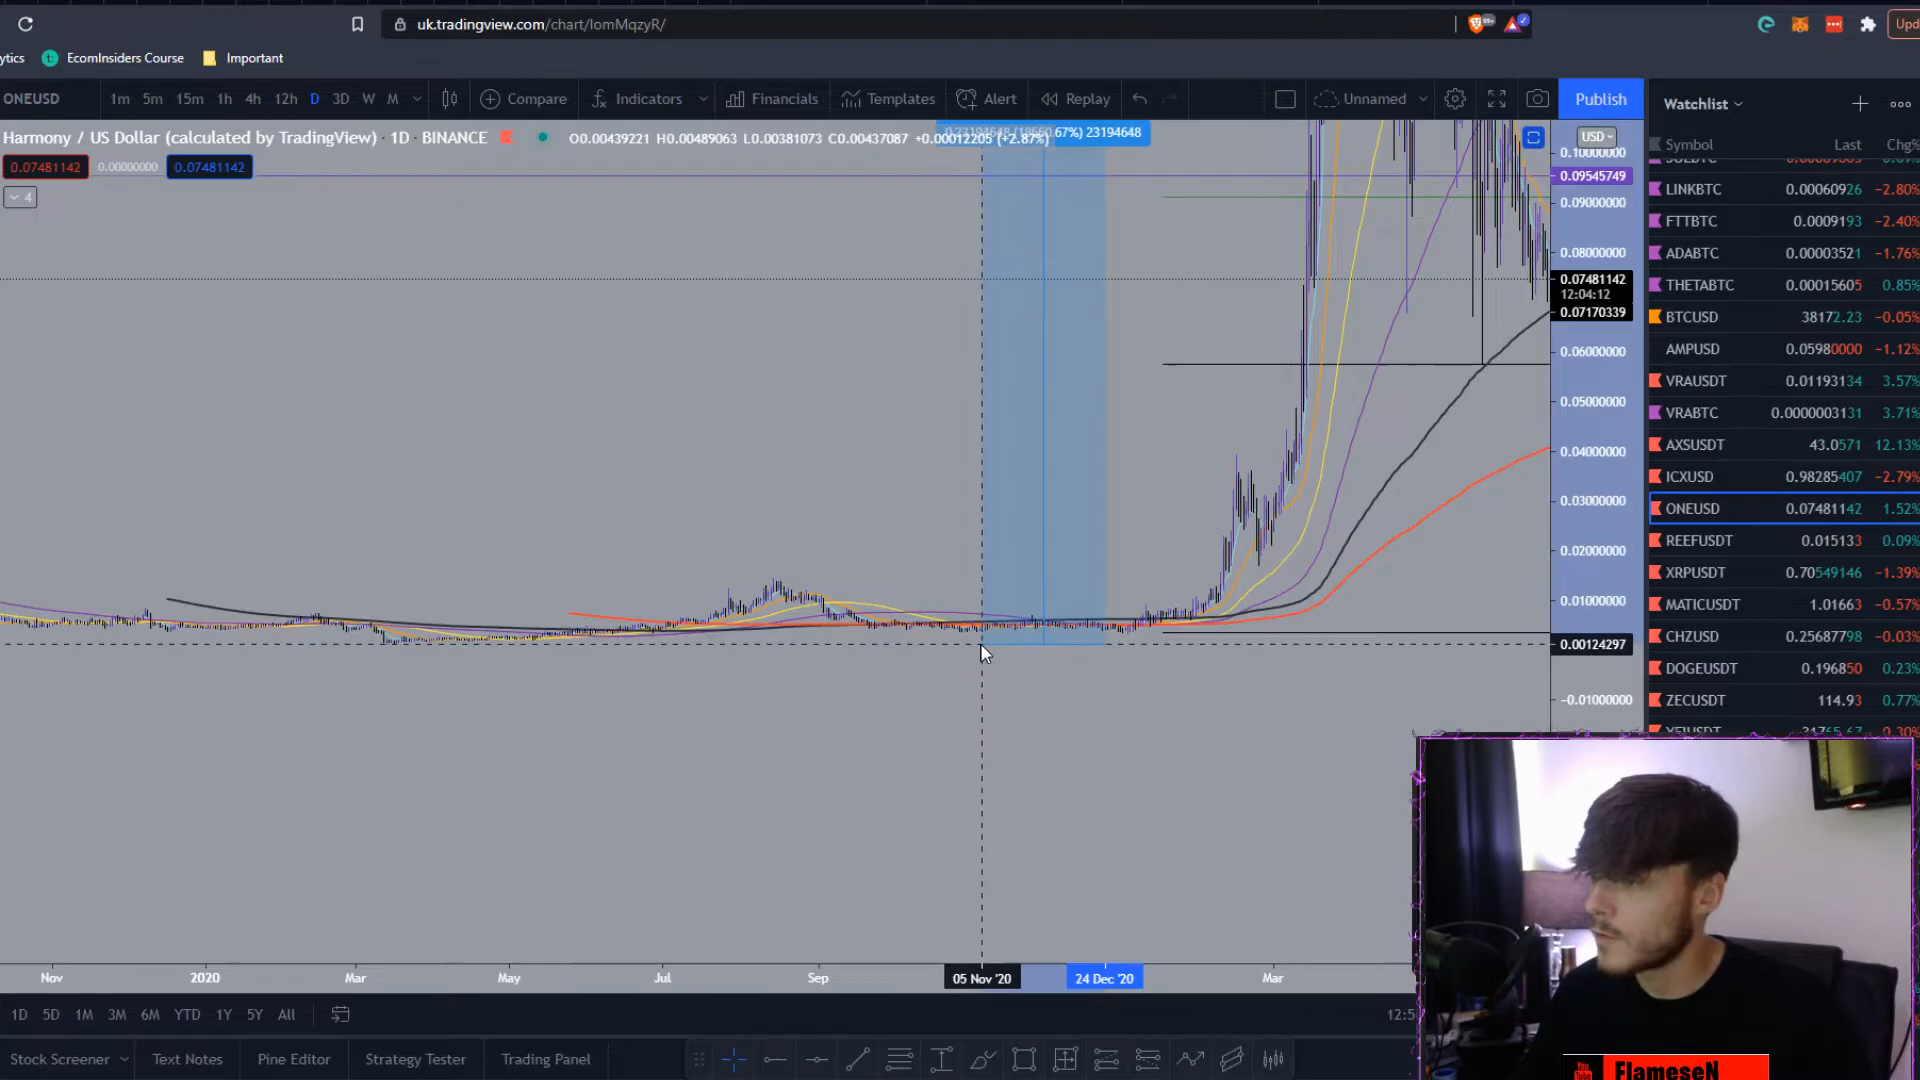 uk.tradingview.com/chart/IomMqzyR/
Upd
ytics
EcomInsiders Course
Important
ONEUSD
1m 5m 15m 1h 4h 12h D 3D W M
Compare
Indicators
Financials
Templates
Alert
Replay
Unnamed
Publish
Watchlist
Harmony / US Dollar (calculated by TradingView) · 1D · BINANCE
O0.00439221 H0.00489063 L0.00381073 C0.00437087 +0.00012205 (+2.87%)
67%) 23194648
USD
0.07481142 0.00000000 0.07481142
4
0.10000000
0.09545749
0.09000000
0.08000000
0.07481142
12:04:12
0.07170339
0.06000000
0.05000000
0.04000000
0.03000000
0.02000000
0.01000000
0.00124297
−0.01000000
Symbol Last Chg%
LINKBTC 0.00060926 −2.80%
FTTBTC 0.0009193 −2.40%
ADABTC 0.00003521 −1.76%
THETABTC 0.00015605 0.85%
BTCUSD 38172.23 −0.05%
AMPUSD 0.05980000 −1.12%
VRAUSDT 0.01193134 3.57%
VRABTC 0.0000003131 3.71%
AXSUSDT 43.0571 12.13%
ICXUSD 0.98285407 −2.79%
ONEUSD 0.07481142 1.52%
REEFUSDT 0.015133 0.09%
XRPUSDT 0.70549146 −1.39%
MATICUSDT 1.01663 −0.57%
CHZUSD 0.25687798 −0.03%
DOGEUSDT 0.196850 0.23%
ZECUSDT 114.93 0.77%
Nov 2020 Mar May Jul Sep 05 Nov '20 24 Dec '20 Mar
1D 5D 1M 3M 6M YTD 1Y 5Y All
12:5
Stock Screener
Text Notes
Pine Editor
Strategy Tester
Trading Panel
You
FlameseN